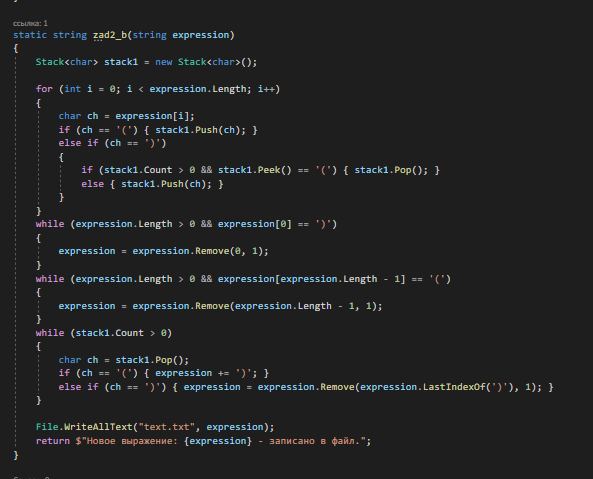 ссылка: 1
static string zad2_b(string expression)
{
Stack<char> stack1 = new Stack<char>();
for (int i = 0; i < expression.Length; i++)
{
char ch = expression[i];
if (ch == '(') { stack1.Push(ch); }
else if (ch == ')')
{
if (stack1.Count > 0 && stack1.Peek() == '(') { stack1.Pop(); }
else { stack1.Push(ch); }
}
}
while (expression.Length > 0 && expression[0] == ')')
{
expression = expression.Remove(0, 1);
}
while (expression.Length > 0 && expression[expression.Length - 1] == '(')
{
expression = expression.Remove(expression.Length - 1, 1);
}
while (stack1.Count > 0)
{
char ch = stack1.Pop();
if (ch == '(') { expression += ')'; }
else if (ch == ')') { expression = expression.Remove(expression.LastIndexOf(')'), 1); }
}
File.WriteAllText("text.txt", expression);
return $"Новое выражение: {expression} - записано в файл.";
}